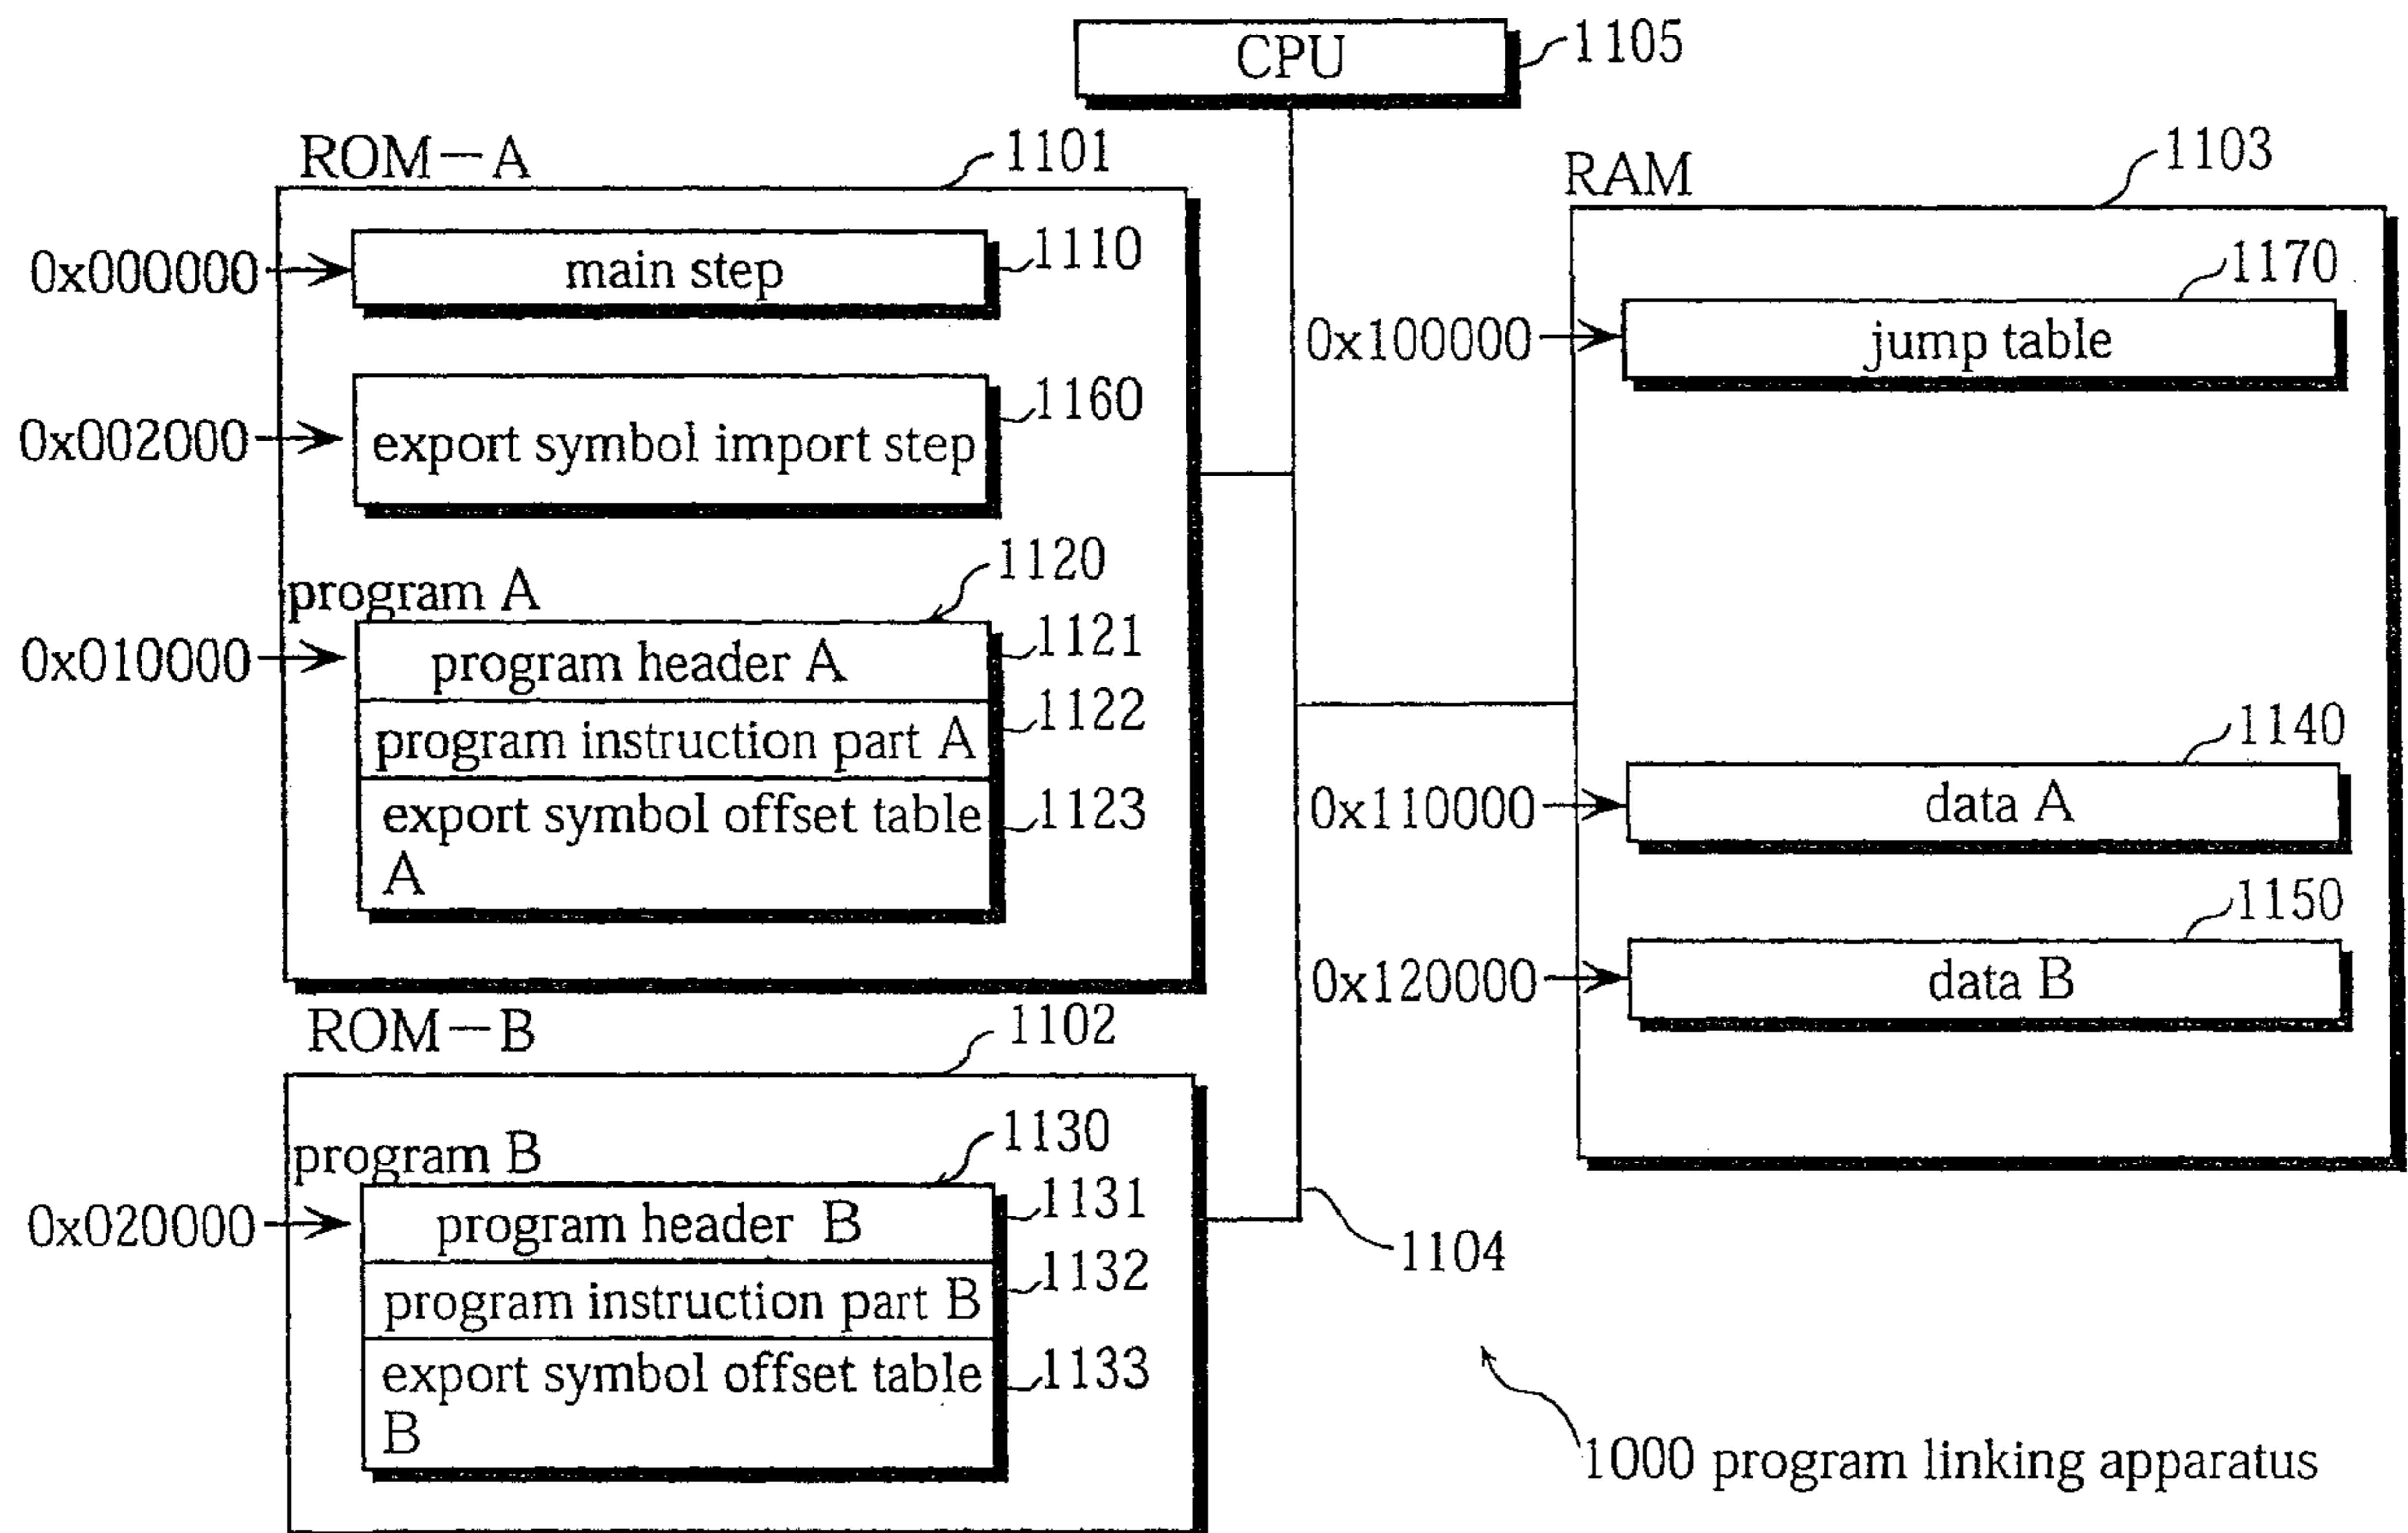 CPU
1105
ROM-A
1101
0x000000
main step
1110
0x002000
export symbol import step
1160
program A
1120
0x010000
program header A
1121
program instruction part A
1122
export symbol offset table
A
1123
ROM-B
1102
program B
1130
0x020000
program header B
1131
program instruction part B
1132
export symbol offset table
B
1133
RAM
1103
0x100000
jump table
1170
0x110000
data A
1140
0x120000
data B
1150
1104
1000 program linking apparatus